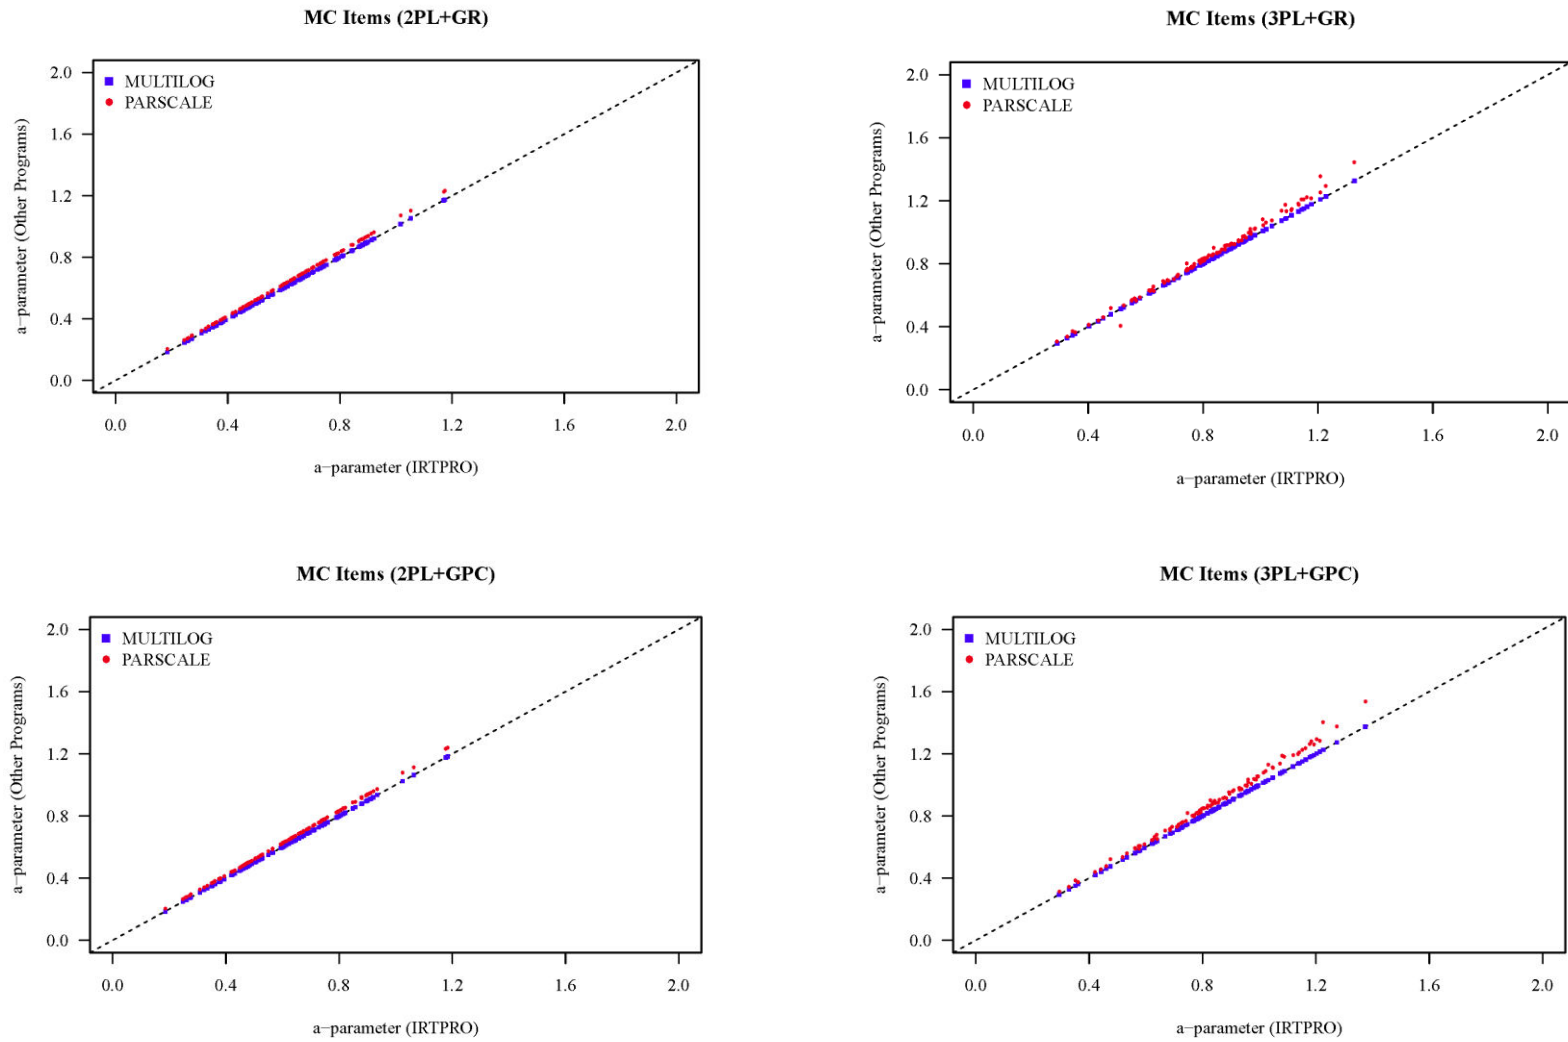 MC Items (2PL+GR)
a−parameter (Other Programs)
2.0
1.6
1.2
0.8
0.4
0.0
MULTILOG
PARSCALE
0.0 0.4 0.8 1.2 1.6 2.0
a−parameter (IRTPRO)
MC Items (3PL+GR)
a−parameter (Other Programs)
2.0
1.6
1.2
0.8
0.4
0.0
MULTILOG
PARSCALE
0.0 0.4 0.8 1.2 1.6 2.0
a−parameter (IRTPRO)
MC Items (2PL+GPC)
a−parameter (Other Programs)
2.0
1.6
1.2
0.8
0.4
0.0
MULTILOG
PARSCALE
0.0 0.4 0.8 1.2 1.6 2.0
a−parameter (IRTPRO)
MC Items (3PL+GPC)
a−parameter (Other Programs)
2.0
1.6
1.2
0.8
0.4
0.0
MULTILOG
PARSCALE
0.0 0.4 0.8 1.2 1.6 2.0
a−parameter (IRTPRO)